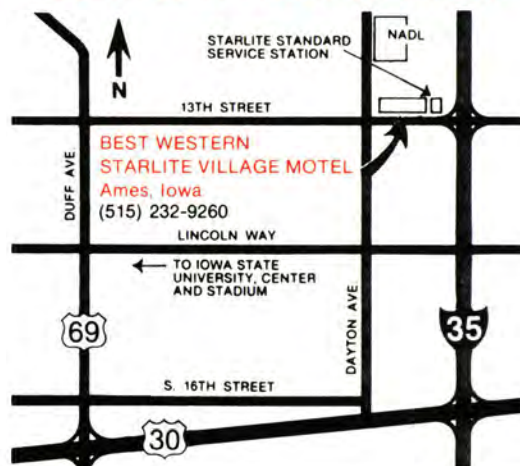 STARLITE STANDARD
SERVICE STATION
NADL
N
13TH STREET
BEST WESTERN
STARLITE VILLAGE MOTEL
Ames, Iowa
(515) 232-9260
DUFF AVE.
LINCOLN WAY
← TO IOWA STATE
UNIVERSITY, CENTER
AND STADIUM
DAYTON AVE.
69
35
S. 16TH STREET
30